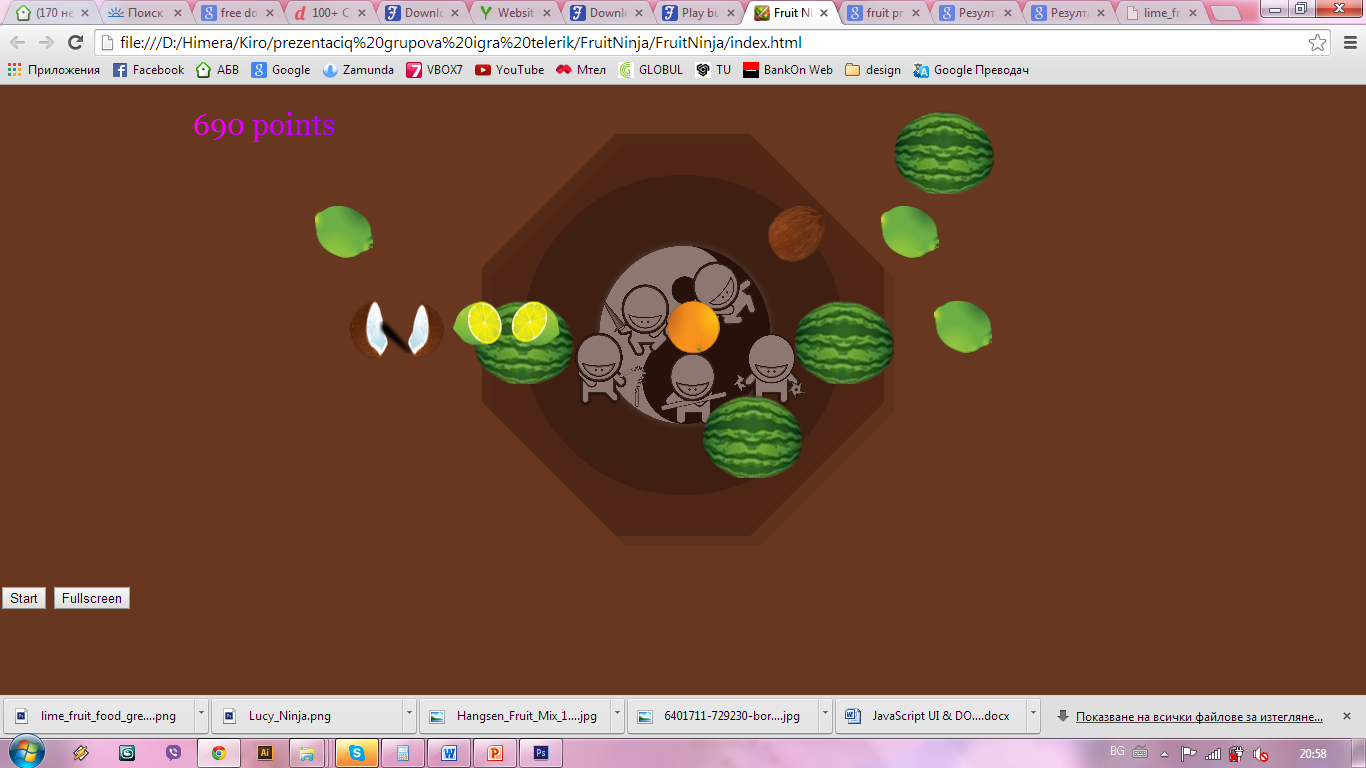 (170 не
Поиск
free do
100+ C
Downl
Websit
Downl
Play bu
Fruit Ni
fruit pr
Резулт
Резулт
lime_fr
file:///D:/Himera/Kiro/prezentaciq%20grupova%20igra%20telerik/FruitNinja/FruitNinja/index.html
Приложения Facebook АБВ Google Zamunda VBOX7 YouTube Мтел GLOBUL TU BankOn Web design Google Преводач
690 points
Start Fullscreen
lime_fruit_food_gre....png Lucy_Ninja.png Hangsen_Fruit_Mix_1....jpg 6401711-729230-bor....jpg JavaScript UI & DO....docx Показване на всички файлове за изтегляне...
BG 20:58